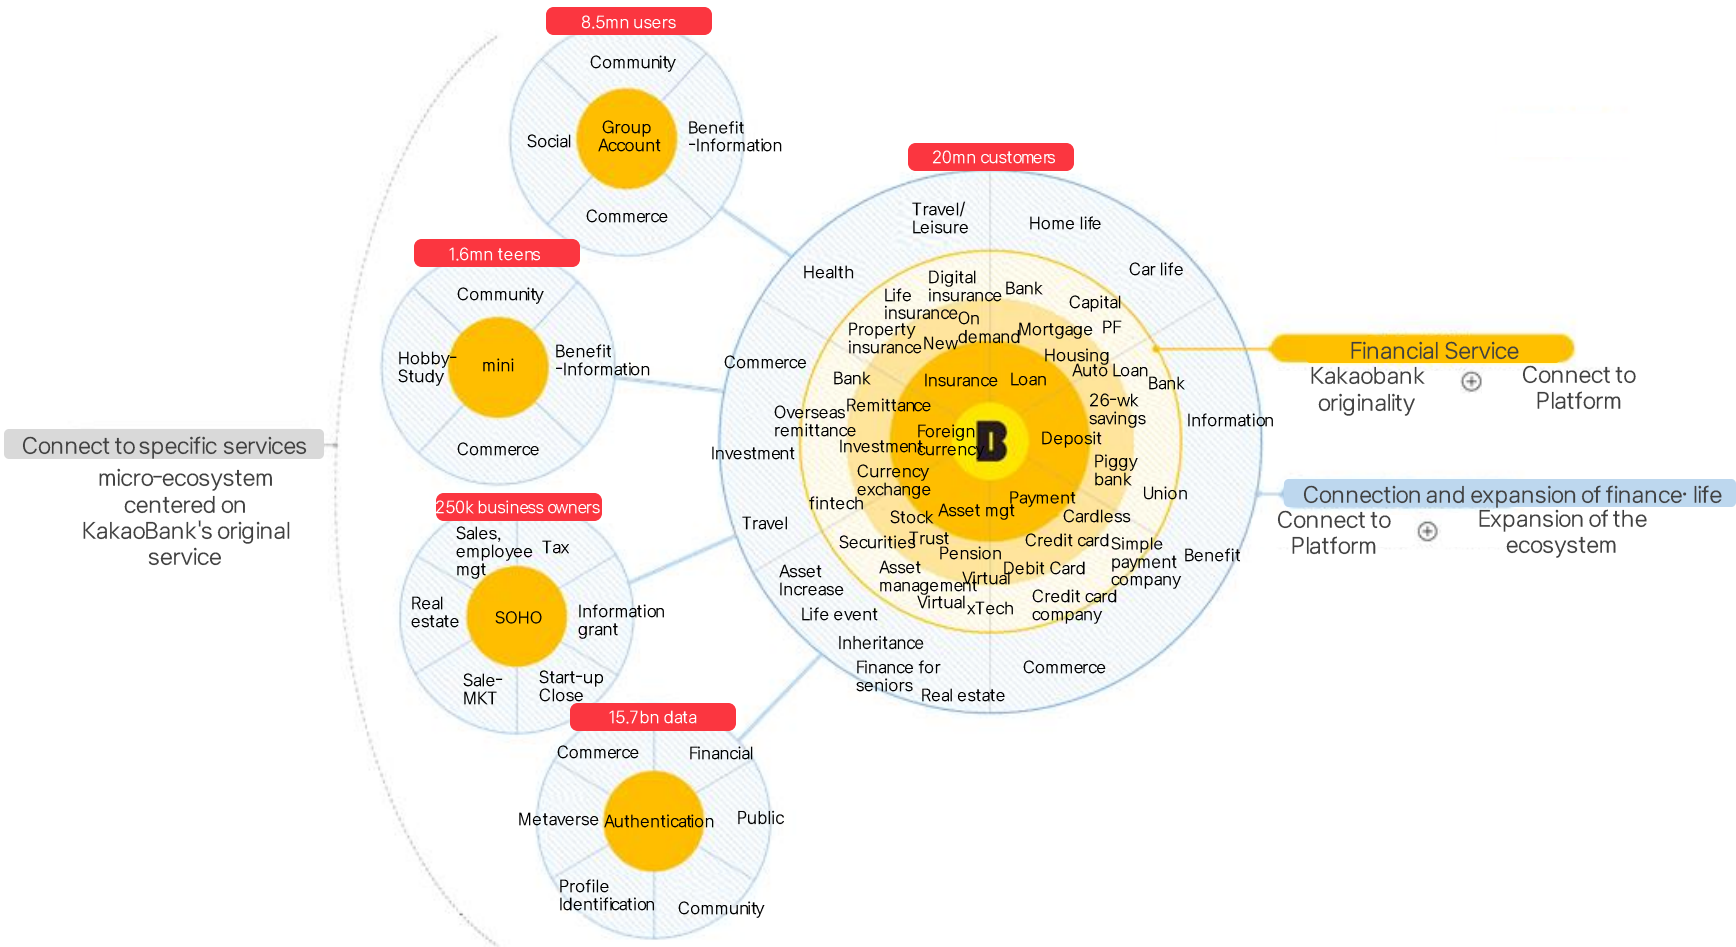 8.5mn users
Community
Social
Group
Account
Benefit
-Information
Commerce
1.6mn teens
Community
Hobby-
Study
mini
Benefit
-Information
Commerce
250k business owners
Sales,
employee
mgt
Tax
Real
estate
SOHO
Information
grant
Sale-
MKT
Start-up
Close
15.7bn data
Commerce
Financial
Metaverse
Authentication
Public
Profile
Identification
Community
Connect to specific services
micro-ecosystem
centered on
KakaoBank's original
service
20mn customers
Travel/
Leisure
Home life
Health
Car life
Commerce
Information
Investment
Travel
Benefit
Asset
Increase
Life event
Inheritance
Finance for
seniors
Real estate
Commerce
Digital
insurance
Bank
Life
insurance
Capital
Property
insurance
On
demand
New
Mortgage
PF
Housing
Auto Loan
Bank
Bank
Insurance
Loan
Remittance
26-wk
savings
Overseas
remittance
Foreign
currency
B
Deposit
Investment
Currency
exchange
Piggy
bank
Union
fintech
Payment
Asset mgt
Stock
Cardless
Securities
Trust
Credit card
Simple
payment
company
Pension
Asset
management
Virtual
Debit Card
Virtual
xTech
Credit card
company
Financial Service
Kakaobank
originality
Connect to
Platform
Connection and expansion of finance· life
Connect to
Platform
Expansion of the
ecosystem